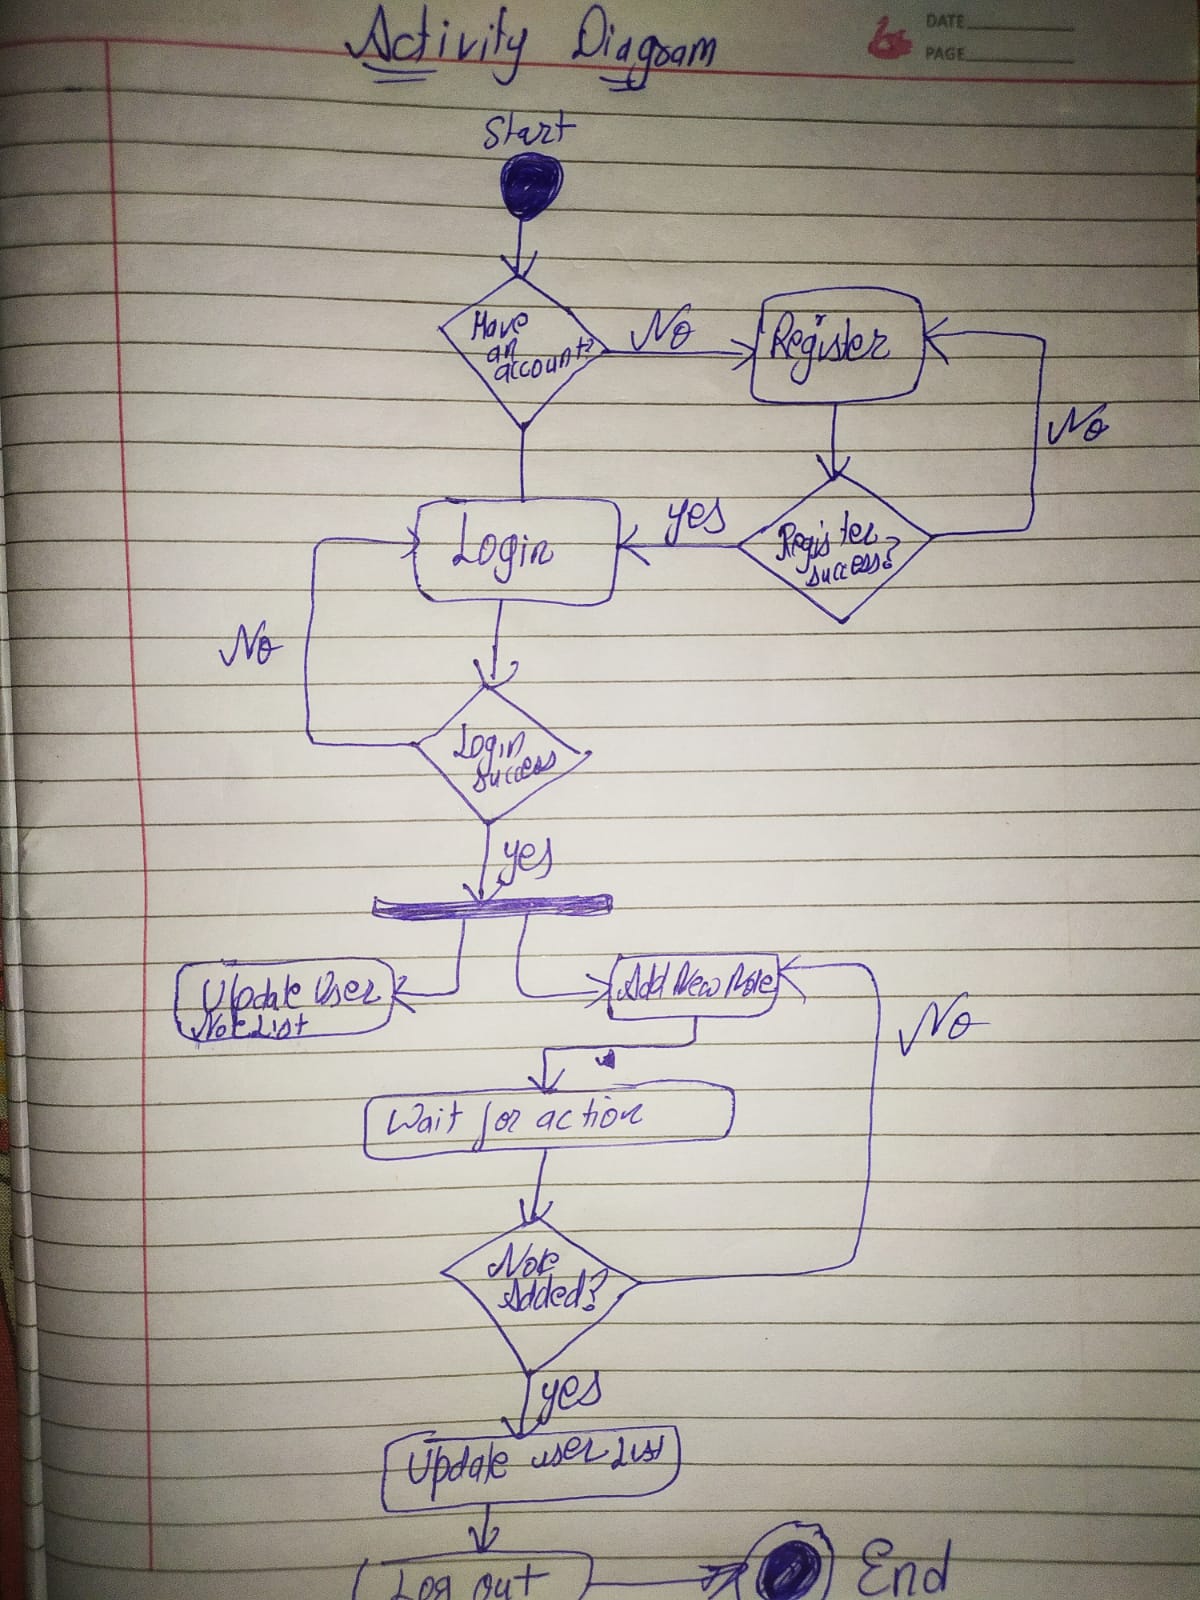 Activity Diagram
DATE
PAGE
Start
Have
an
account?
No
Register
No
Login
yes
Register
success?
No
Login
success
yes
Update User
Note List
Add New Note
No
Wait for action
Note
Added?
yes
Update user List
Log out
End